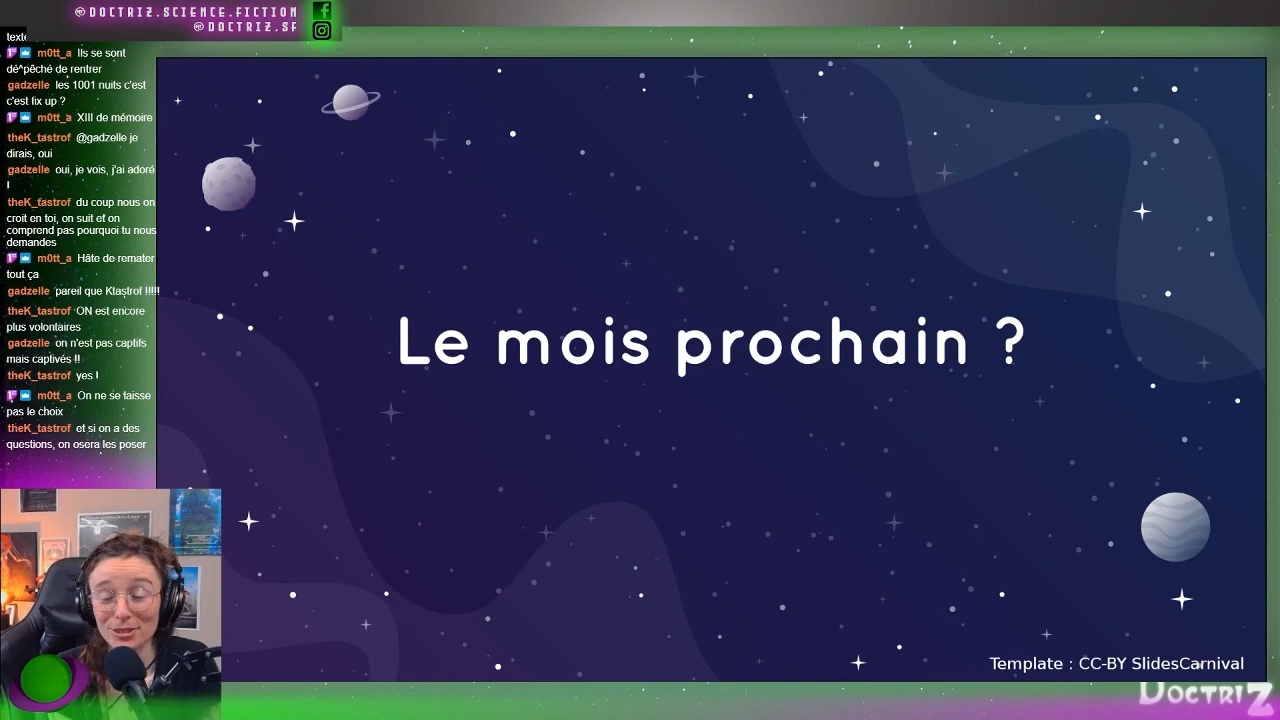 @DOCTRIZ.SCIENCE.FICTION
@DOCTRIZ.SF
texte
m0tt_a Ils se sont
dé^pêché de rentrer
gadzelle les 1001 nuits c'est
c'est fix up ?
m0tt_a XIII de mémoire
theK_tastrof @gadzelle je
dirais, oui
gadzelle oui, je vois, j'ai adoré
!
theK_tastrof du coup nous on
croit en toi, on suit et on
comprend pas pourquoi tu nous
demandes
m0tt_a Hâte de remater
tout ça
gadzelle pareil que Ktastrof !!!!!
theK_tastrof ON est encore
plus volontaires
gadzelle on n'est pas captifs
mais captivés !!
theK_tastrof yes !
m0tt_a On ne se laisse
pas le choix
theK_tastrof et si on a des
questions, on osera les poser
Le mois prochain ?
Template : CC-BY SlidesCarnival
DOCTRIZ